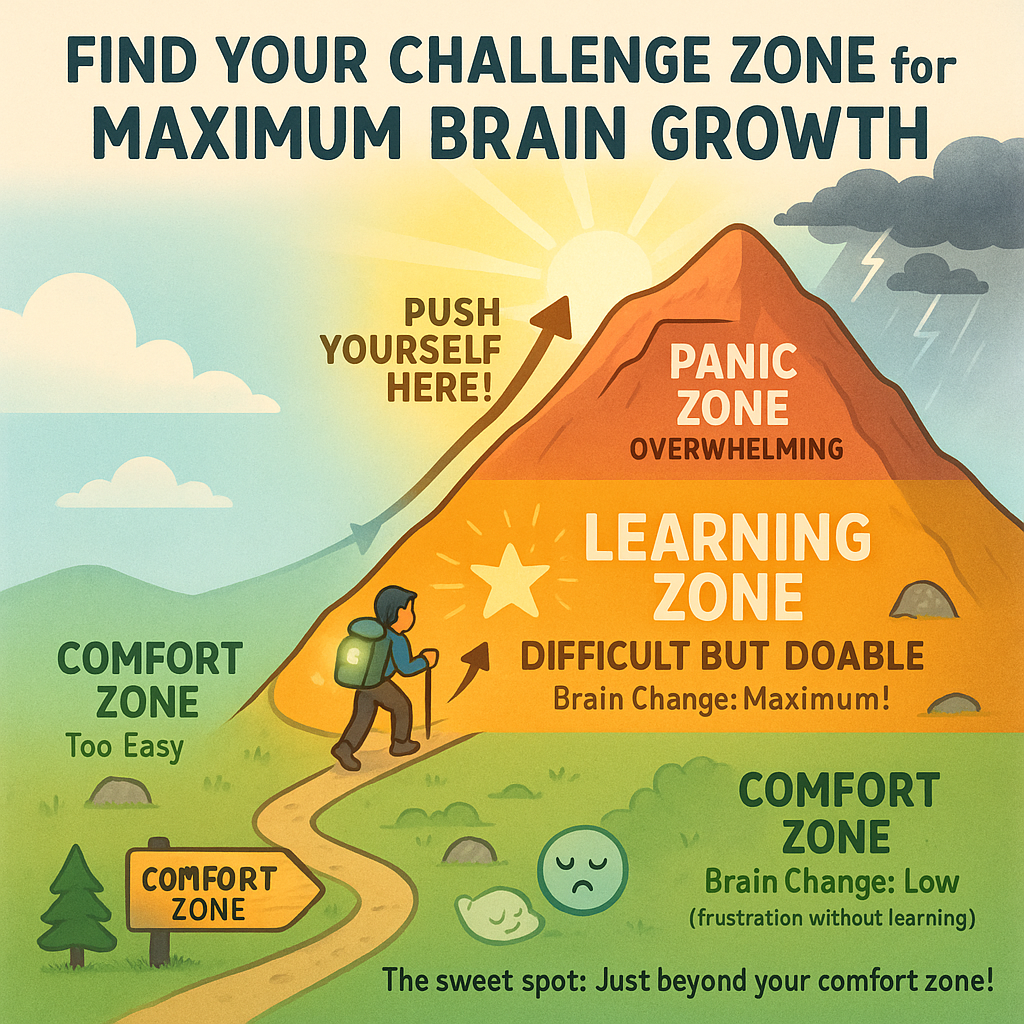 FIND YOUR CHALLENGE ZONE for
MAXIMUM BRAIN GROWTH
PUSH
YOURSELF
HERE!
PANIC
ZONE
OVERWHELMING
LEARNING
ZONE
DIFFICULT BUT DOABLE
Brain Change: Maximum!
COMFORT
ZONE
Too Easy
COMFORT
ZONE
COMFORT
ZONE
Brain Change: Low
(frustration without learning)
The sweet spot: Just beyond your comfort zone!